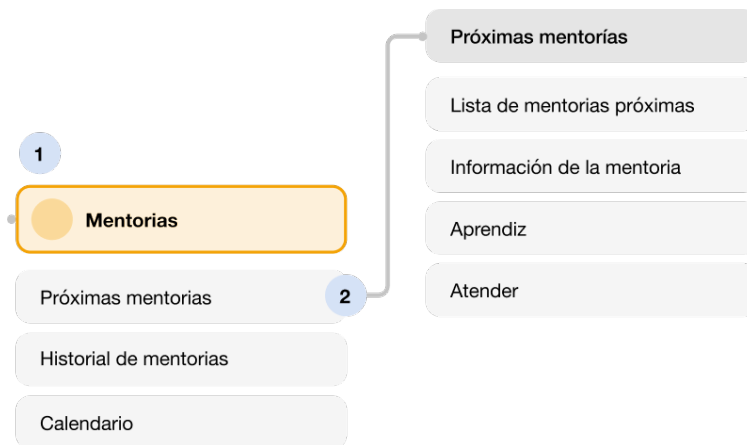 1
Mentorias
Próximas mentorias
2
Historial de mentorias
Calendario
Próximas mentorías
Lista de mentorias próximas
Información de la mentoria
Aprendiz
Atender